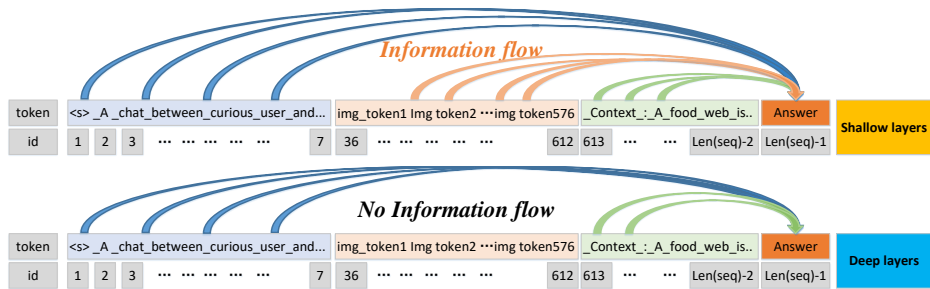 Information flow
token <s> _A _chat_between_curious_user_and... img_token1 Img token2 ···img token576 _Context_:_A_food_web_is.. Answer
Shallow layers
id 1 2 3 ··· ··· ··· ··· 7 36 ··· ··· ··· ··· 612 613 ··· ··· Len(seq)-2 Len(seq)-1
No Information flow
token <s> _A _chat_between_curious_user_and... img_token1 Img token2 ···img token576 _Context_:_A_food_web_is.. Answer
Deep layers
id 1 2 3 ··· ··· ··· ··· 7 36 ··· ··· ··· ··· 612 613 ··· ··· Len(seq)-2 Len(seq)-1